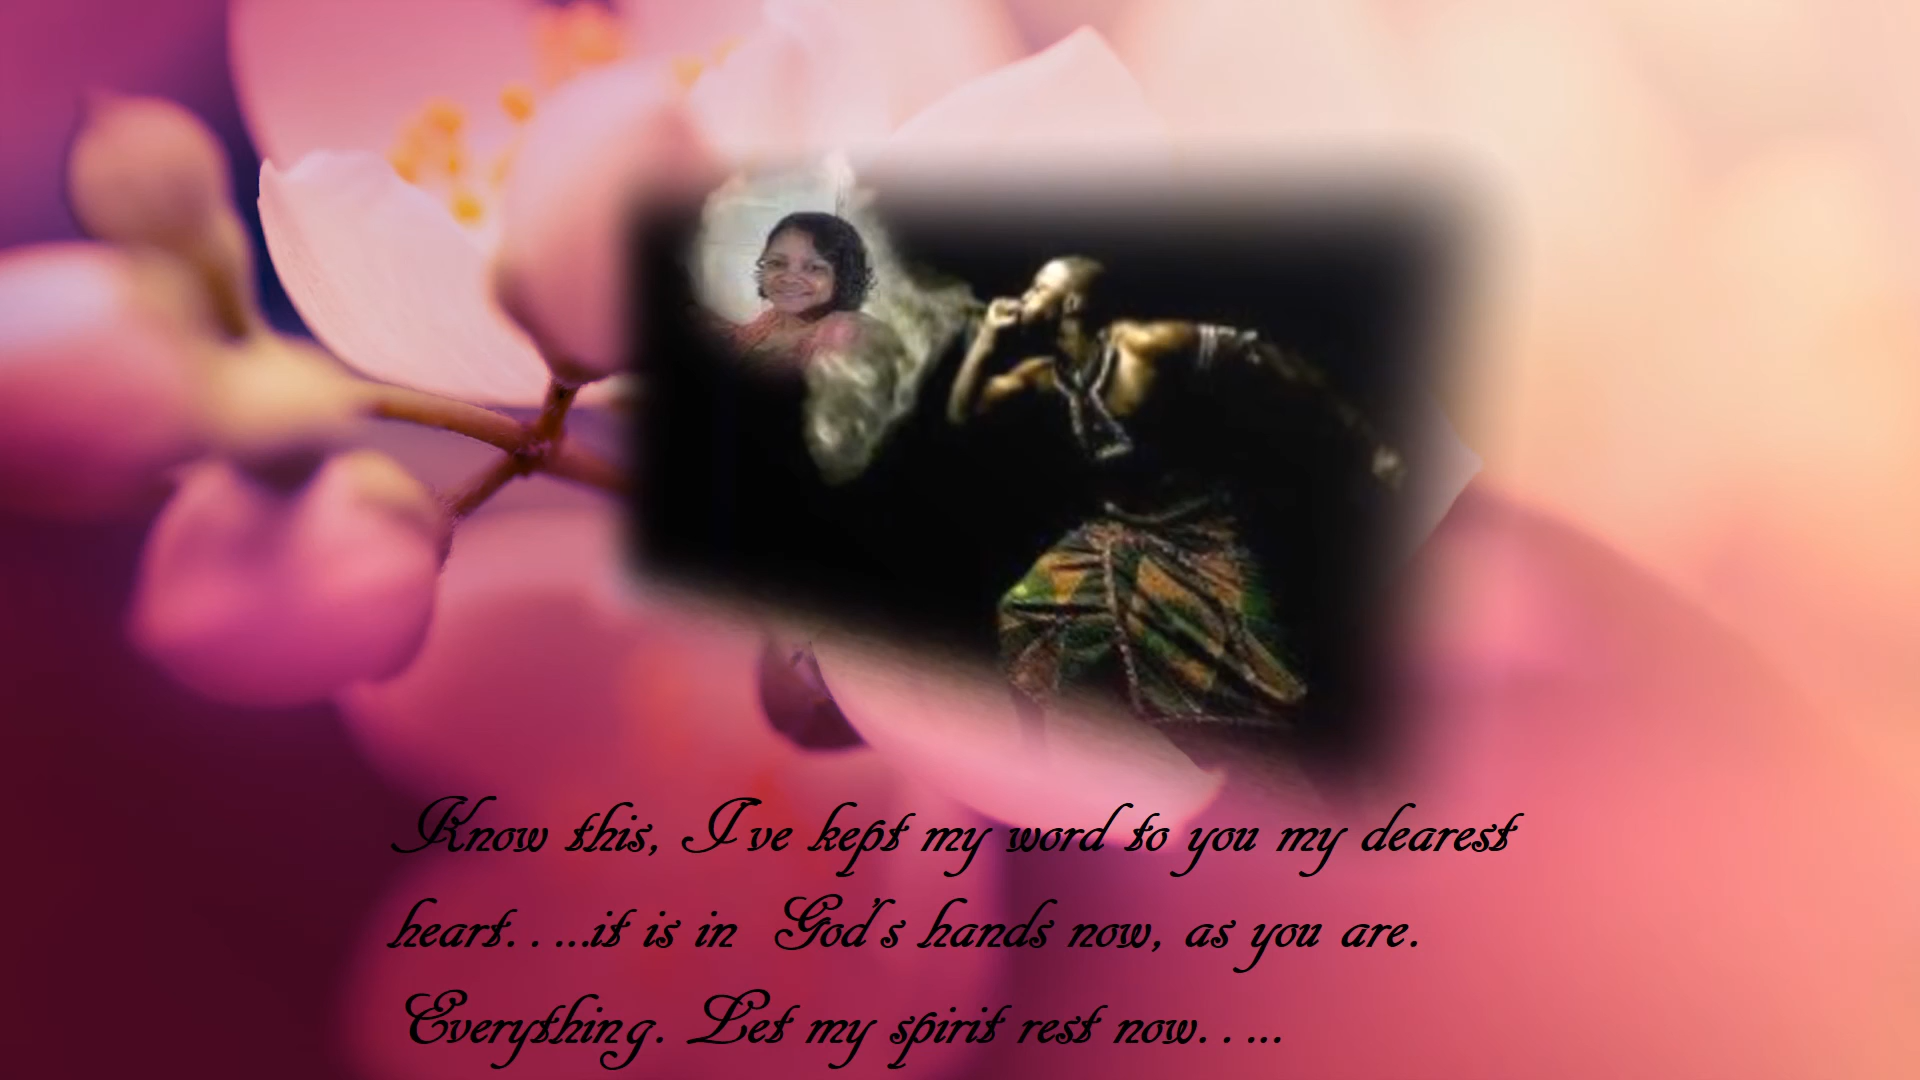 Know this, I've kept my word to you my dearest
heart.....it is in God's hands now, as you are.
Everything. Let my spirit rest now.....